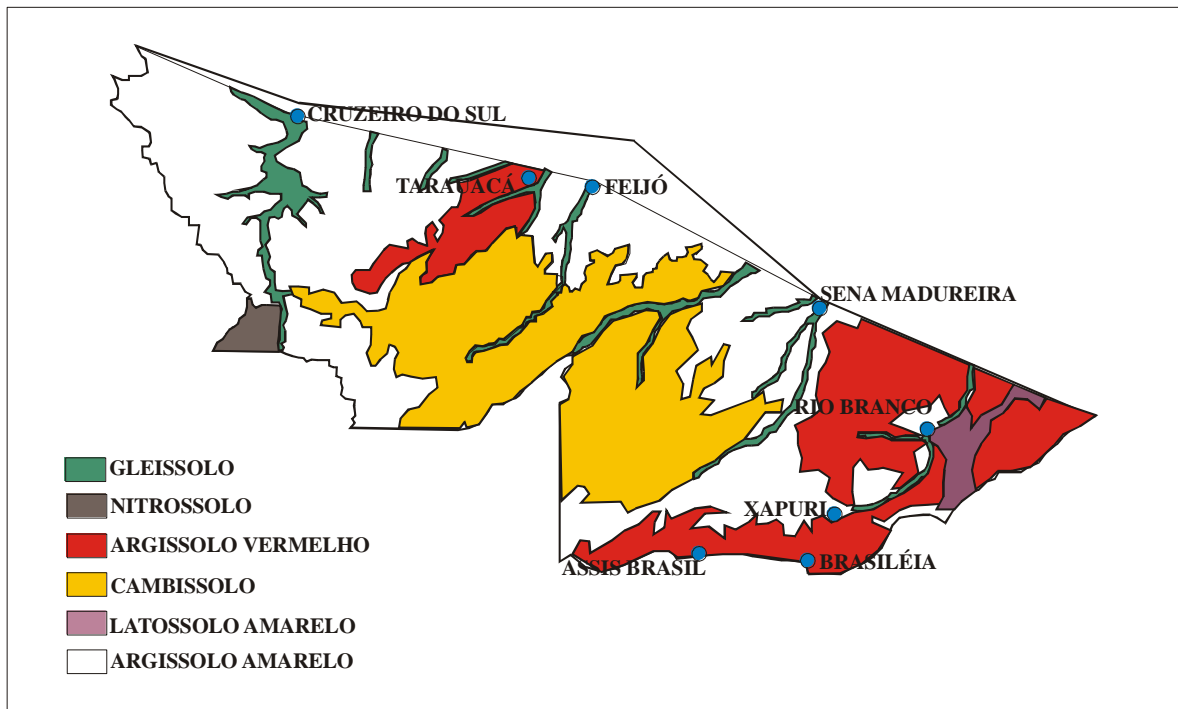 CRUZEIRO DO SUL
TARAUACÁ
FEIJÓ
SENA MADUREIRA
RIO BRANCO
XAPURI
ASSIS BRASIL
BRASILÉIA
GLEISSOLO
NITROSSOLO
ARGISSOLO VERMELHO
CAMBISSOLO
LATOSSOLO AMARELO
ARGISSOLO AMARELO